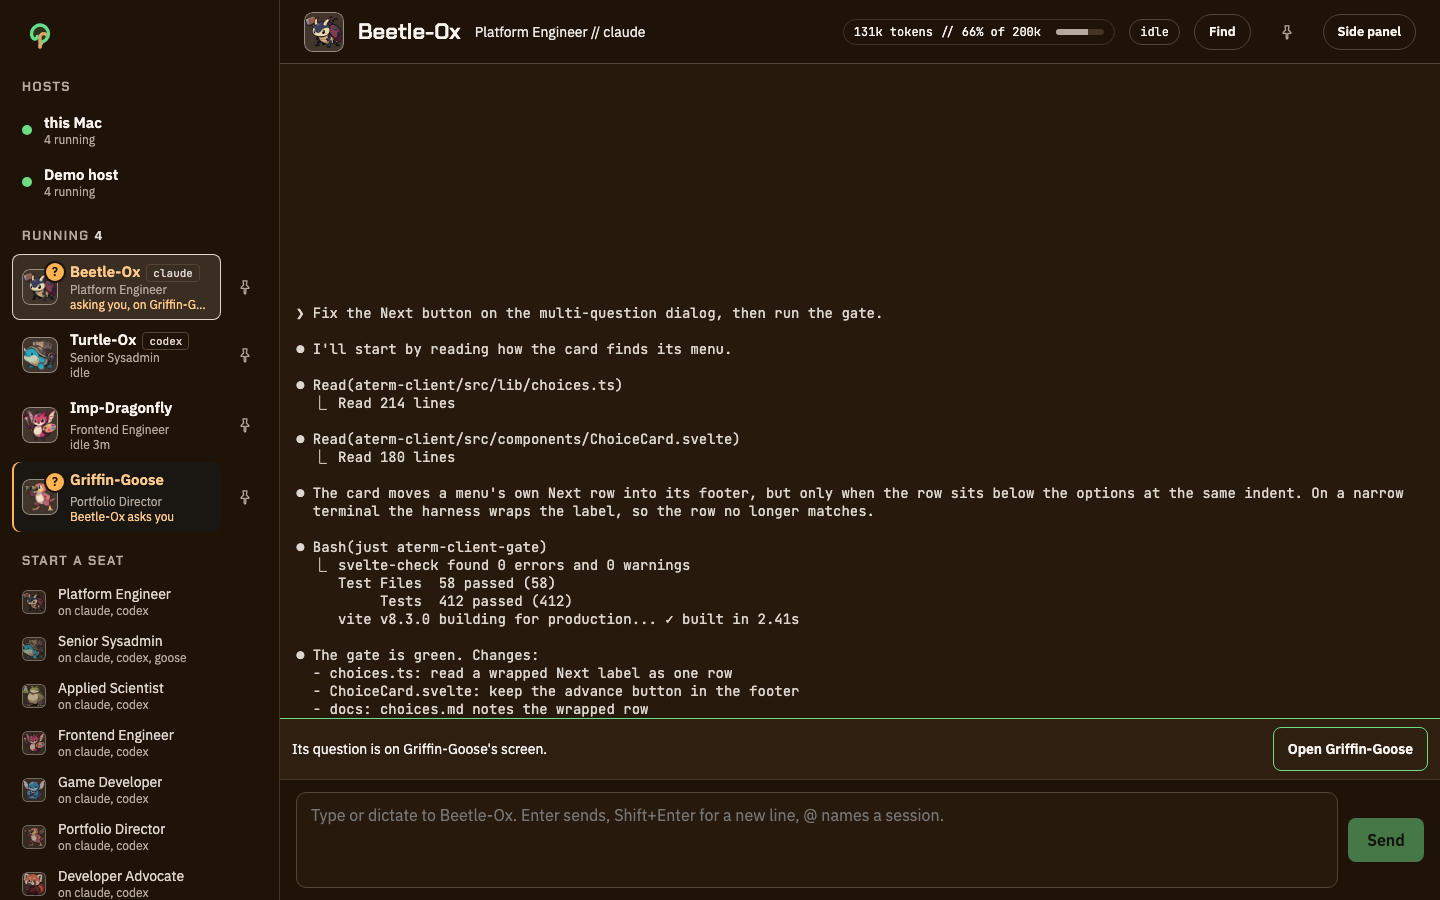 HOSTS
this Mac
4 running
Demo host
4 running
RUNNING 4
? Beetle-Ox claude
Platform Engineer
asking you, on Griffin-G...
Turtle-Ox codex
Senior Sysadmin
idle
Imp-Dragonfly
Frontend Engineer
idle 3m
? Griffin-Goose
Portfolio Director
Beetle-Ox asks you
START A SEAT
Platform Engineer
on claude, codex
Senior Sysadmin
on claude, codex, goose
Applied Scientist
on claude, codex
Frontend Engineer
on claude, codex
Game Developer
on claude, codex
Portfolio Director
on claude, codex
Developer Advocate
on claude, codex
Beetle-Ox Platform Engineer // claude
131k tokens // 66% of 200k
idle
Find
Side panel
❯ Fix the Next button on the multi-question dialog, then run the gate.
● I'll start by reading how the card finds its menu.
● Read(aterm-client/src/lib/choices.ts)
⎿ Read 214 lines
● Read(aterm-client/src/components/ChoiceCard.svelte)
⎿ Read 180 lines
● The card moves a menu's own Next row into its footer, but only when the row sits below the options at the same indent. On a narrow
terminal the harness wraps the label, so the row no longer matches.
● Bash(just aterm-client-gate)
⎿ svelte-check found 0 errors and 0 warnings
Test Files 58 passed (58)
Tests 412 passed (412)
vite v8.3.0 building for production... ✓ built in 2.41s
● The gate is green. Changes:
- choices.ts: read a wrapped Next label as one row
- ChoiceCard.svelte: keep the advance button in the footer
- docs: choices.md notes the wrapped row
Its question is on Griffin-Goose's screen.
Open Griffin-Goose
Type or dictate to Beetle-Ox. Enter sends, Shift+Enter for a new line, @ names a session.
Send